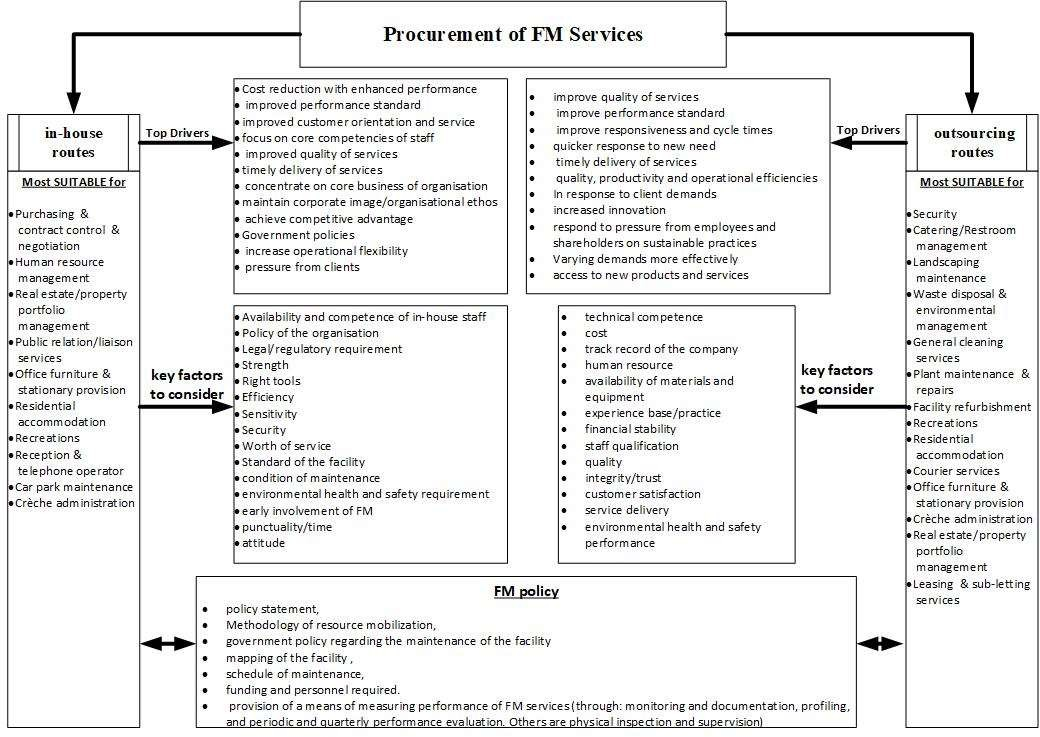 Procurement of FM Services
in-house
routes
Most SUITABLE for
● Purchasing &
contract control &
negotiation
● Human resource
management
● Real estate/property
portfolio
management
● Public relation/liaison
services
● Office furniture &
stationary provision
● Residential
accommodation
● Recreations
● Reception &
telephone operator
● Car park maintenance
● Crèche administration
Top Drivers
● Cost reduction with enhanced performance
● improved performance standard
● improved customer orientation and service
● focus on core competencies of staff
● improved quality of services
● timely delivery of services
● concentrate on core business of organisation
● maintain corporate image/organisational ethos
● achieve competitive advantage
● Government policies
● increase operational flexibility
● pressure from clients
key factors
to consider
● Availability and competence of in-house staff
● Policy of the organisation
● Legal/regulatory requirement
● Strength
● Right tools
● Efficiency
● Sensitivity
● Security
● Worth of service
● Standard of the facility
● condition of maintenance
● environmental health and safety requirement
● early involvement of FM
● punctuality/time
● attitude
● improve quality of services
● improve performance standard
● improve responsiveness and cycle times
● quicker response to new need
● timely delivery of services
● quality, productivity and operational efficiencies
● In response to client demands
● increased innovation
● respond to pressure from employees and
shareholders on sustainable practices
● Varying demands more effectively
● access to new products and services
Top Drivers
● technical competence
● cost
● track record of the company
● human resource
● availability of materials and
equipment
● experience base/practice
● financial stability
● staff qualification
● quality
● integrity/trust
● customer satisfaction
● service delivery
● environmental health and safety
performance
key factors
to consider
outsourcing
routes
Most SUITABLE for
● Security
● Catering/Restroom
management
● Landscaping
maintenance
● Waste disposal &
environmental
management
● General cleaning
services
● Plant maintenance &
repairs
● Facility refurbishment
● Recreations
● Residential
accommodation
● Courier services
● Office furniture &
stationary provision
● Crèche administration
● Real estate/property
portfolio
management
● Leasing & sub-letting
services
FM policy
● policy statement,
● Methodology of resource mobilization,
● government policy regarding the maintenance of the facility
● mapping of the facility ,
● schedule of maintenance,
● funding and personnel required.
● provision of a means of measuring performance of FM services(through: monitoring and documentation, profiling,
and periodic and quarterly performance evaluation. Others are physical inspection and supervision)